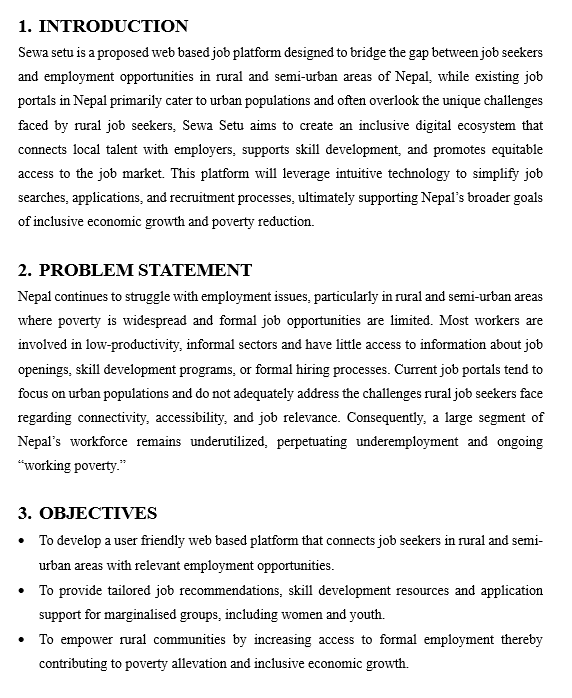 1. INTRODUCTION
Sewa setu is a proposed web based job platform designed to bridge the gap between job seekers
and employment opportunities in rural and semi-urban areas of Nepal, while existing job
portals in Nepal primarily cater to urban populations and often overlook the unique challenges
faced by rural job seekers, Sewa Setu aims to create an inclusive digital ecosystem that
connects local talent with employers, supports skill development, and promotes equitable
access to the job market. This platform will leverage intuitive technology to simplify job
searches, applications, and recruitment processes, ultimately supporting Nepal’s broader goals
of inclusive economic growth and poverty reduction.
2. PROBLEM STATEMENT
Nepal continues to struggle with employment issues, particularly in rural and semi-urban areas
where poverty is widespread and formal job opportunities are limited. Most workers are
involved in low-productivity, informal sectors and have little access to information about job
openings, skill development programs, or formal hiring processes. Current job portals tend to
focus on urban populations and do not adequately address the challenges rural job seekers face
regarding connectivity, accessibility, and job relevance. Consequently, a large segment of
Nepal’s workforce remains underutilized, perpetuating underemployment and ongoing
“working poverty.”
3. OBJECTIVES
• To develop a user friendly web based platform that connects job seekers in rural and semi-
urban areas with relevant employment opportunities.
• To provide tailored job recommendations, skill development resources and application
support for marginalised groups, including women and youth.
• To empower rural communities by increasing access to formal employment thereby
contributing to poverty allevation and inclusive economic growth.